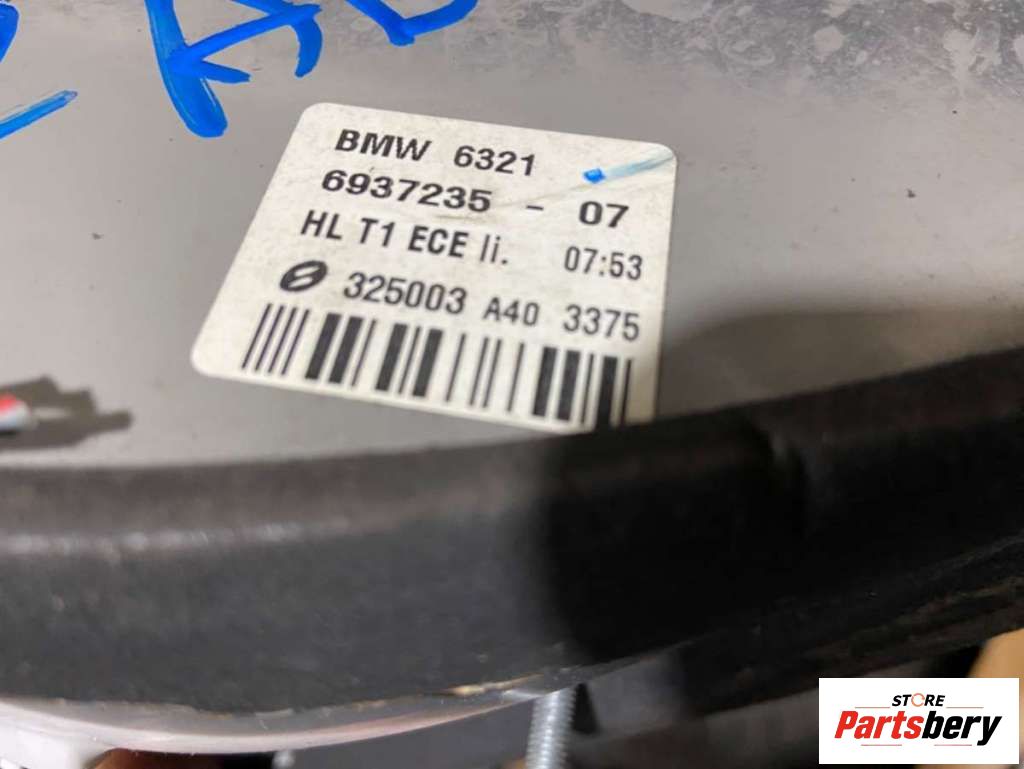 BMW 6321
6937235 - 07
HL T1 ECE li. 07:53
325003 A40 3375
STORE
Partsbery